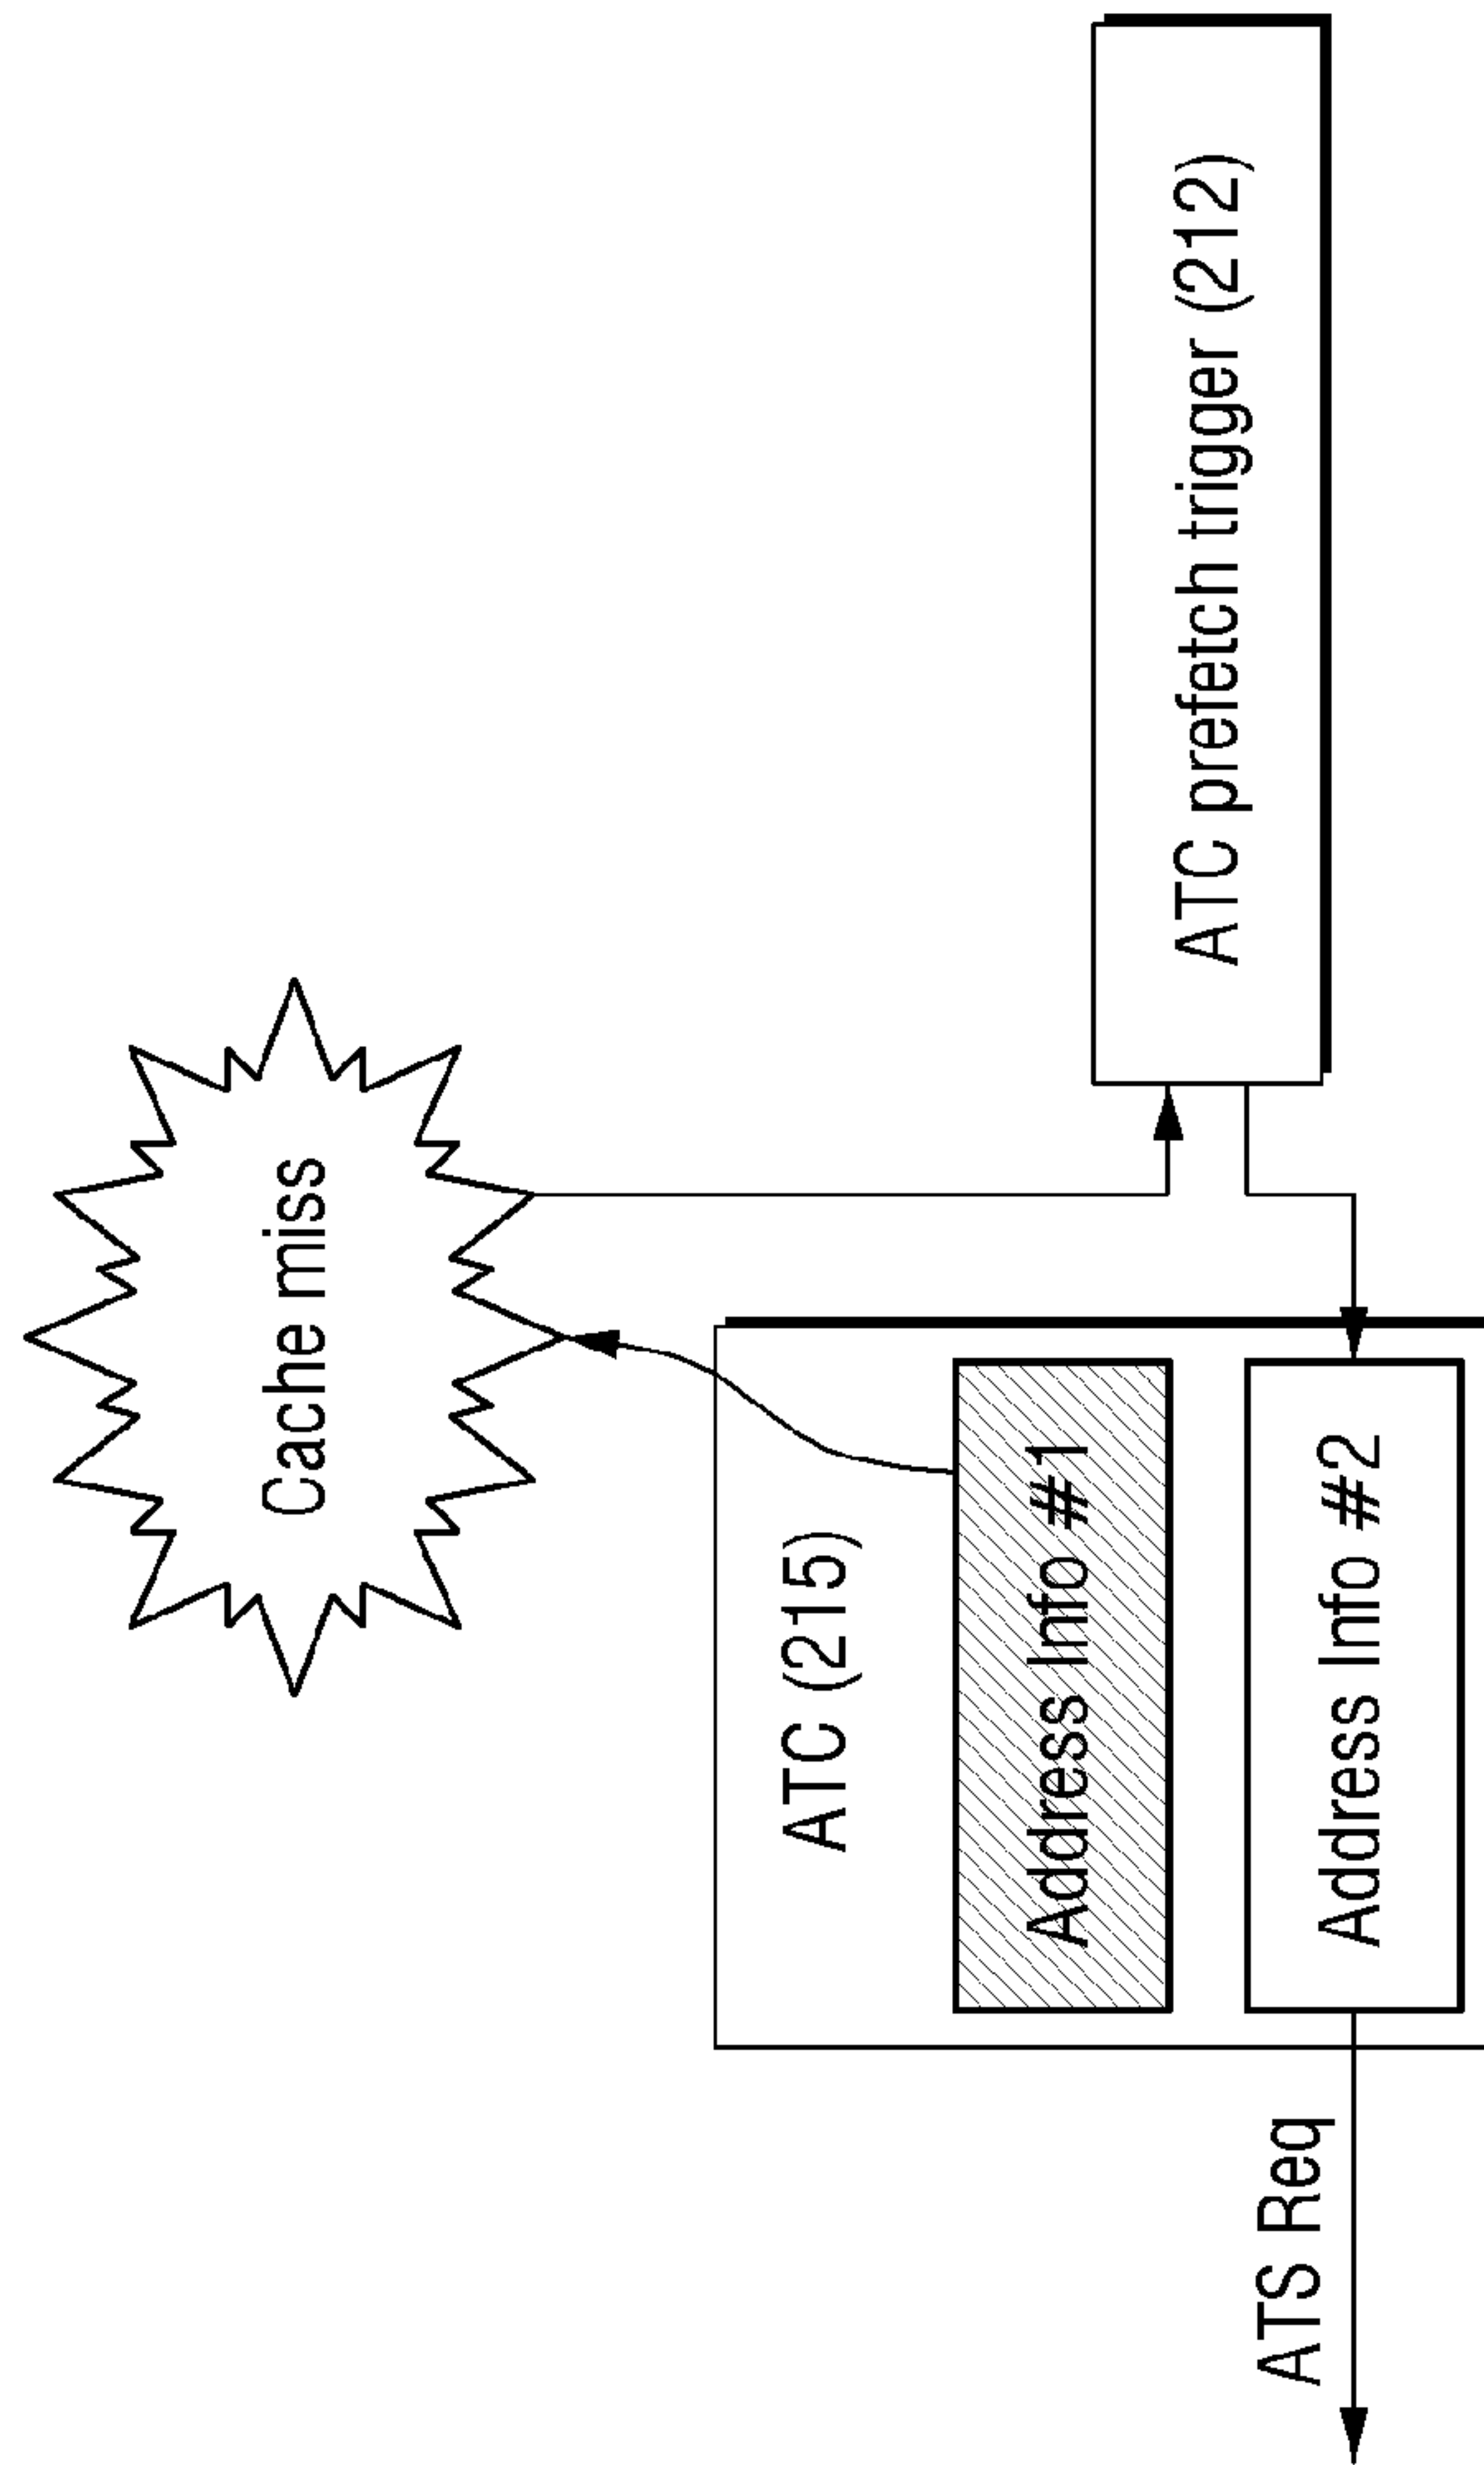 Cache miss
ATC (215)
Address Info #1
Address Info #2
ATC prefetch trigger (212)
ATS Req